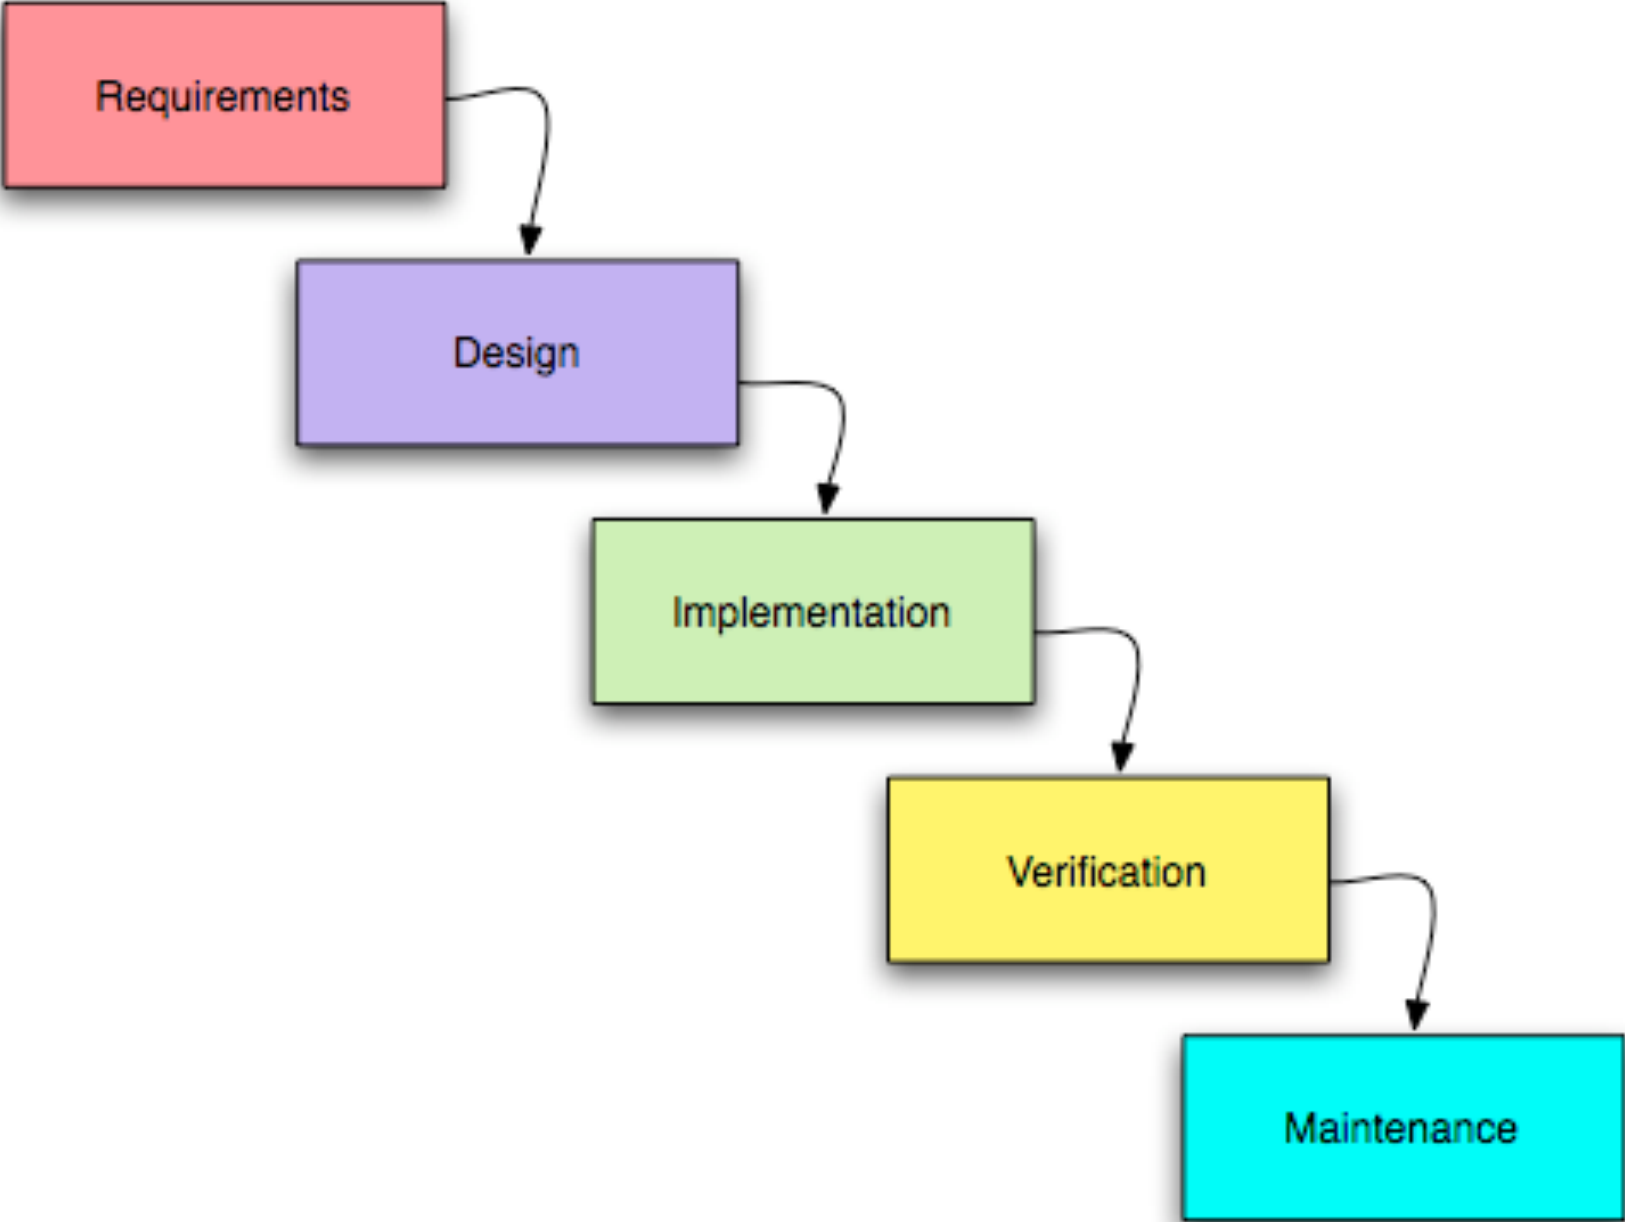 Requirements
Design
Implementation
Verification
Maintenance